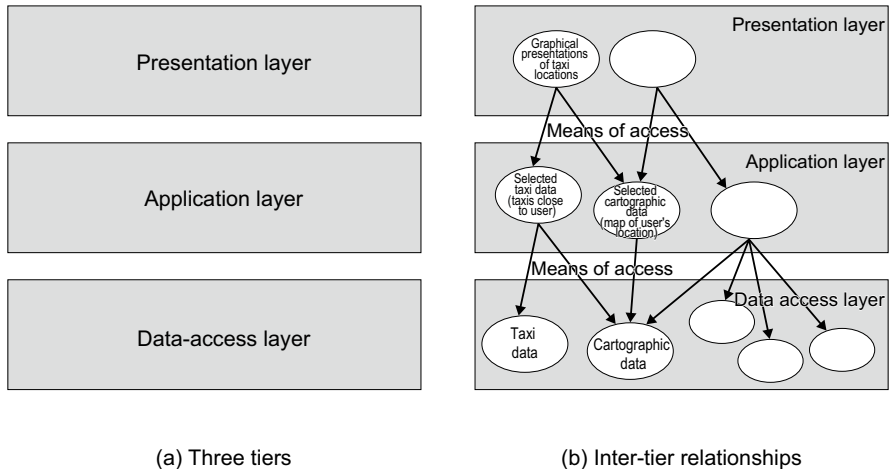 Presentation layer
Application layer
Data-access layer
(a) Three tiers
Presentation layer
Graphical
presentations
of taxi
locations
Means of access
Application layer
Selected
taxi data
(taxis close
to user)
Selected
cartographic
data
(map of user's
location)
Means of access
Data access layer
Taxi
data
Cartographic
data
(b) Inter-tier relationships